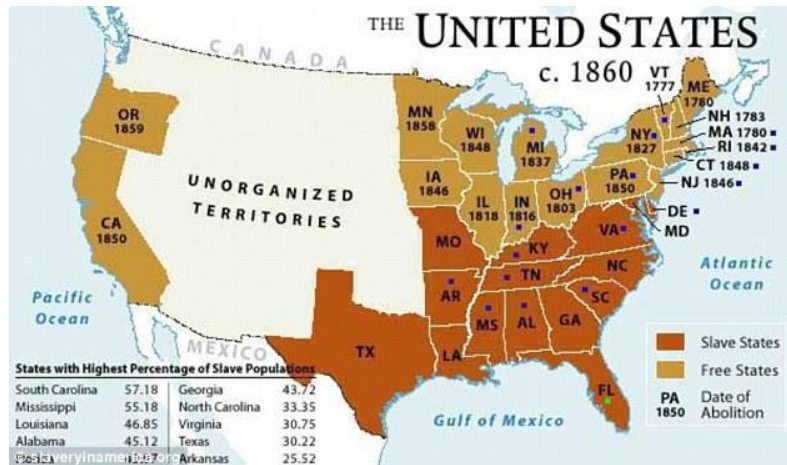 THE UNITED STATES
c. 1860
CANADA
VT
1777
ME
1780
NH 1783
MA 1780
RI 1842
CT 1848
NJ 1846
DE
MD
OR
1859
MN
1858
WI
1848
MI
1837
NY
1827
PA
1850
IA
1846
IL
1818
IN
1816
OH
1803
CA
1850
UNORGANIZED
TERRITORIES
MO
KY
VA
TN
NC
AR
SC
MS
AL
GA
LA
TX
FL
Pacific
Ocean
Atlantic
Ocean
MEXICO
Gulf of Mexico
Slave States
Free States
PA
1850
Date of
Abolition
States with Highest Percentage of Slave Populations
South Carolina 57.18
Mississippi 55.18
Louisiana 46.85
Alabama 45.12
Georgia 43.72
North Carolina 33.35
Virginia 30.75
Texas 30.22
Arkansas 25.52
slaveryinamerica.org